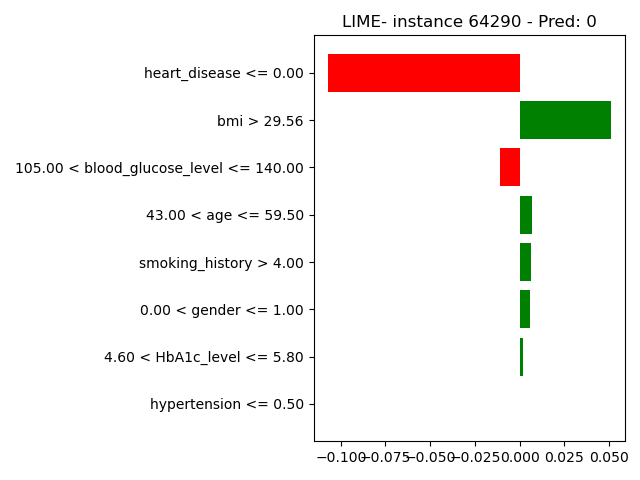 LIME- instance 64290 - Pred: 0
heart_disease <= 0.00
bmi > 29.56
105.00 < blood_glucose_level <= 140.00
43.00 < age <= 59.50
smoking_history > 4.00
0.00 < gender <= 1.00
4.60 < HbA1c_level <= 5.80
hypertension <= 0.50
−0.100 −0.075 −0.050 −0.025 0.000 0.025 0.050